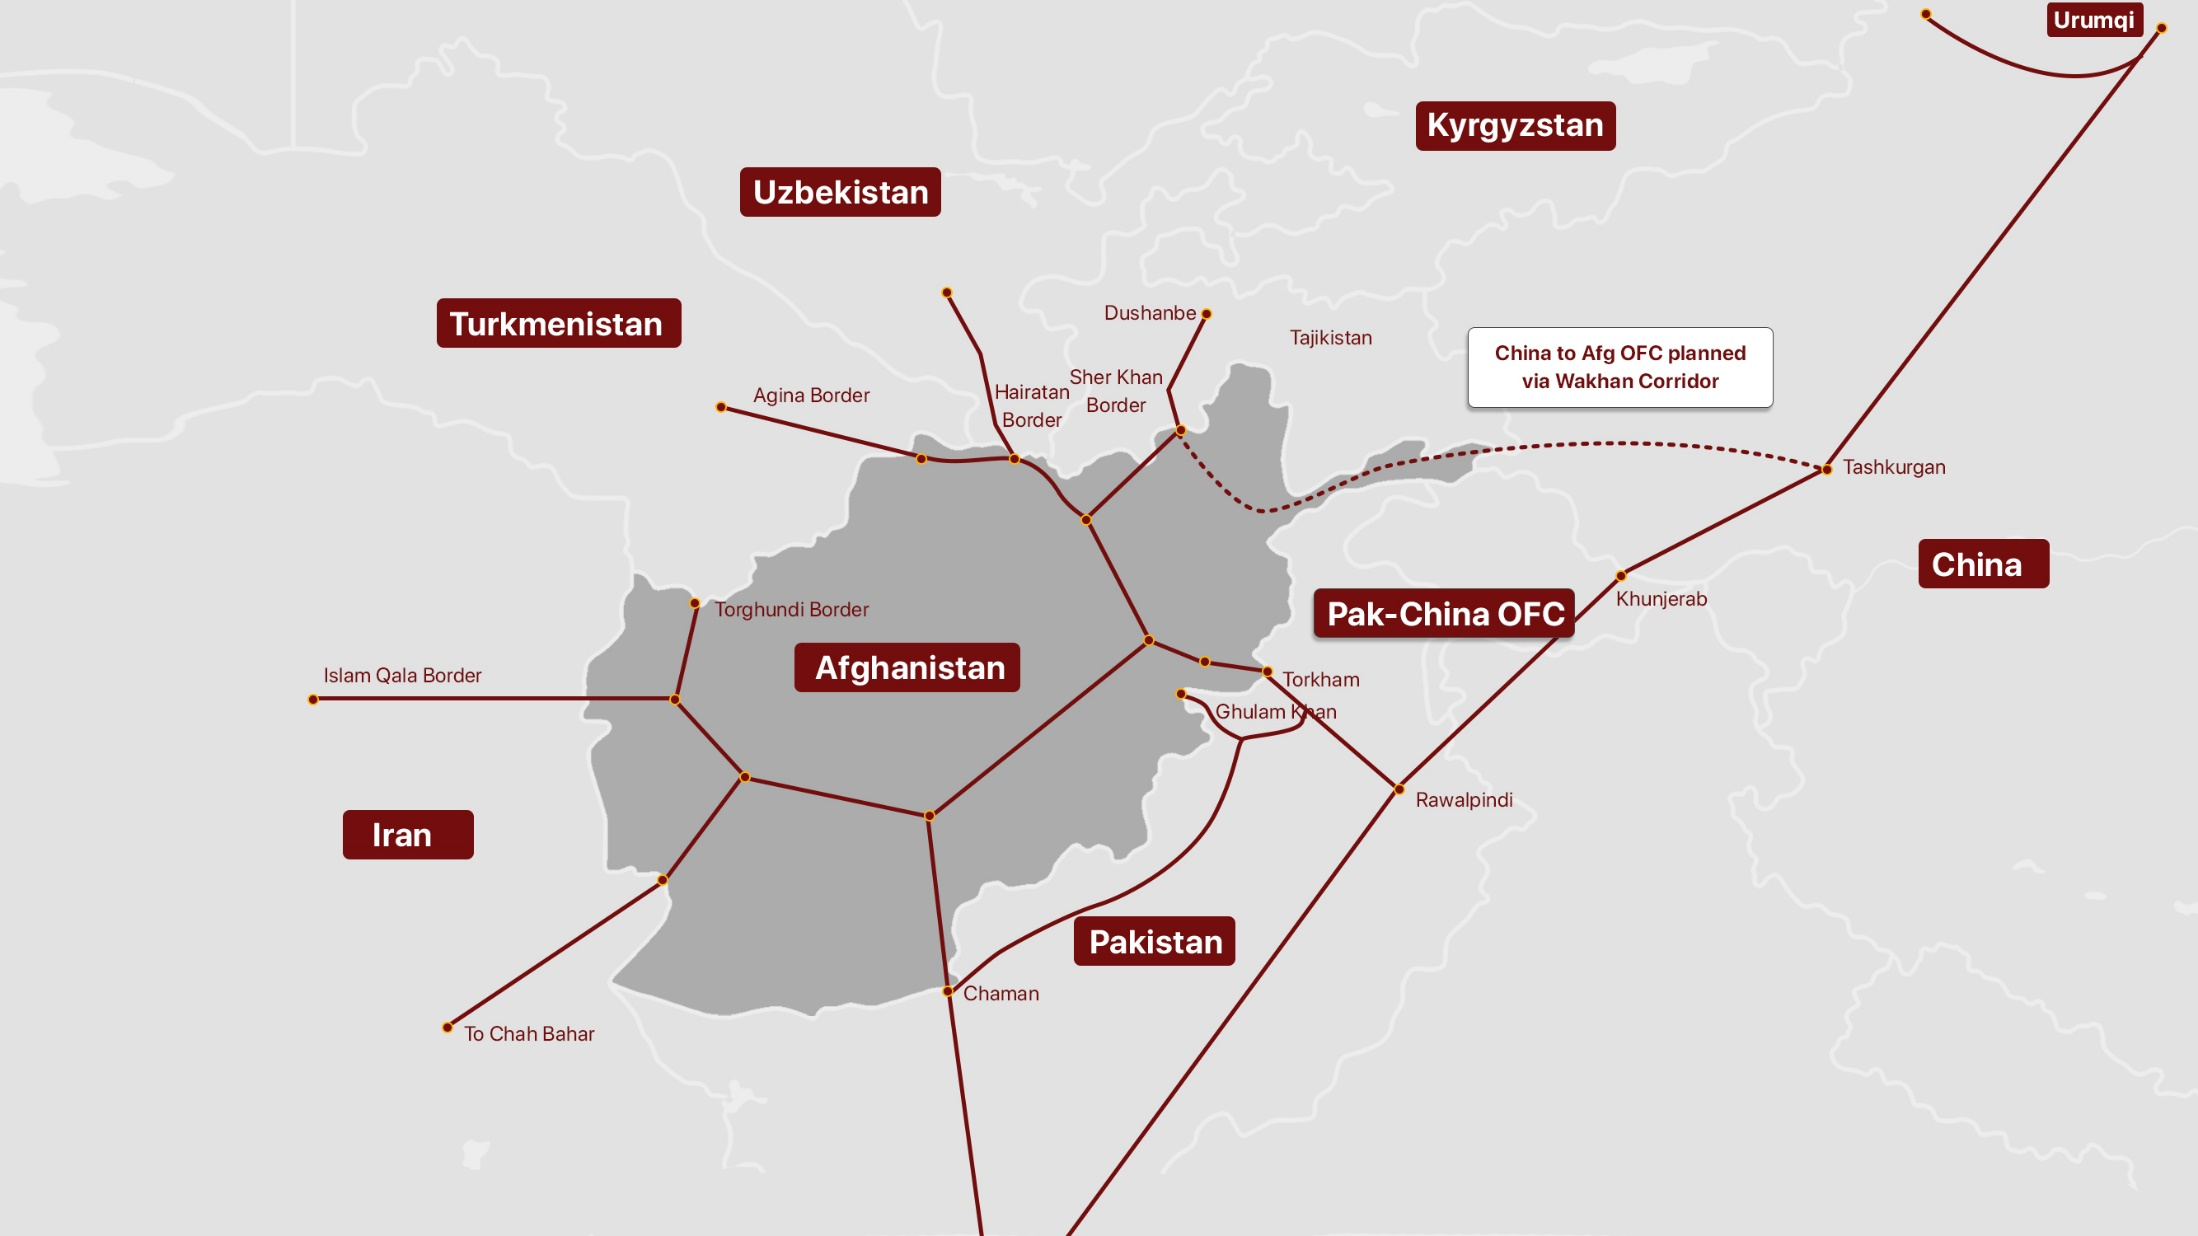 Urumqi
Kyrgyzstan
Uzbekistan
Turkmenistan
Dushanbe
Tajikistan
China to Afg OFC planned
via Wakhan Corridor
Agina Border
Hairatan
Border
Sher Khan
Border
Tashkurgan
China
Khunjerab
Pak-China OFC
Torghundi Border
Afghanistan
Islam Qala Border
Torkham
Ghulam Khan
Rawalpindi
Iran
Pakistan
Chaman
To Chah Bahar